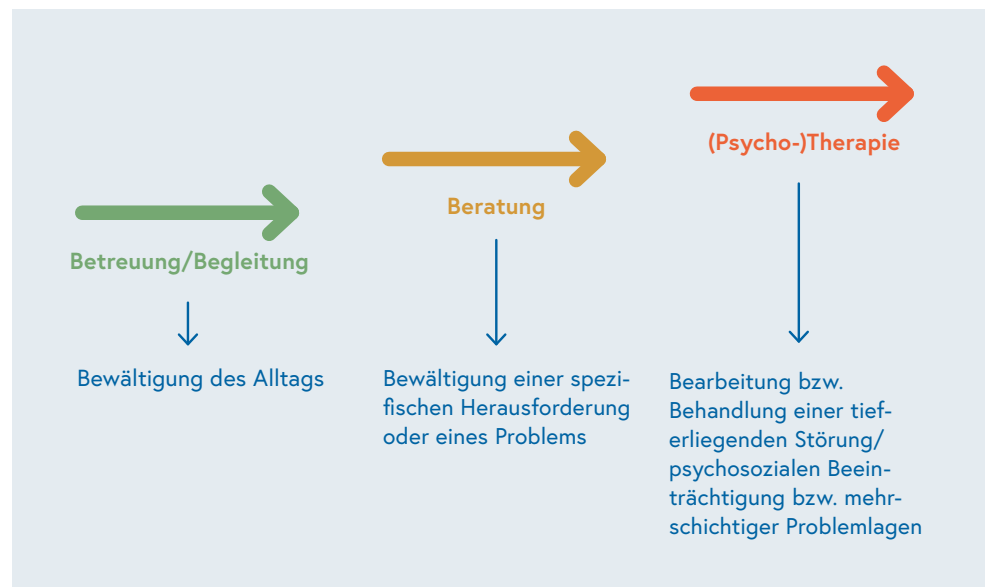 Betreuung/Begleitung
Bewältigung des Alltags
Beratung
Bewältigung einer spezi-
fischen Herausforderung
oder eines Problems
(Psycho-)Therapie
Bearbeitung bzw.
Behandlung einer tief-
erliegenden Störung/
psychosozialen Beein-
trächtigung bzw. mehr-
schichtiger Problemlagen